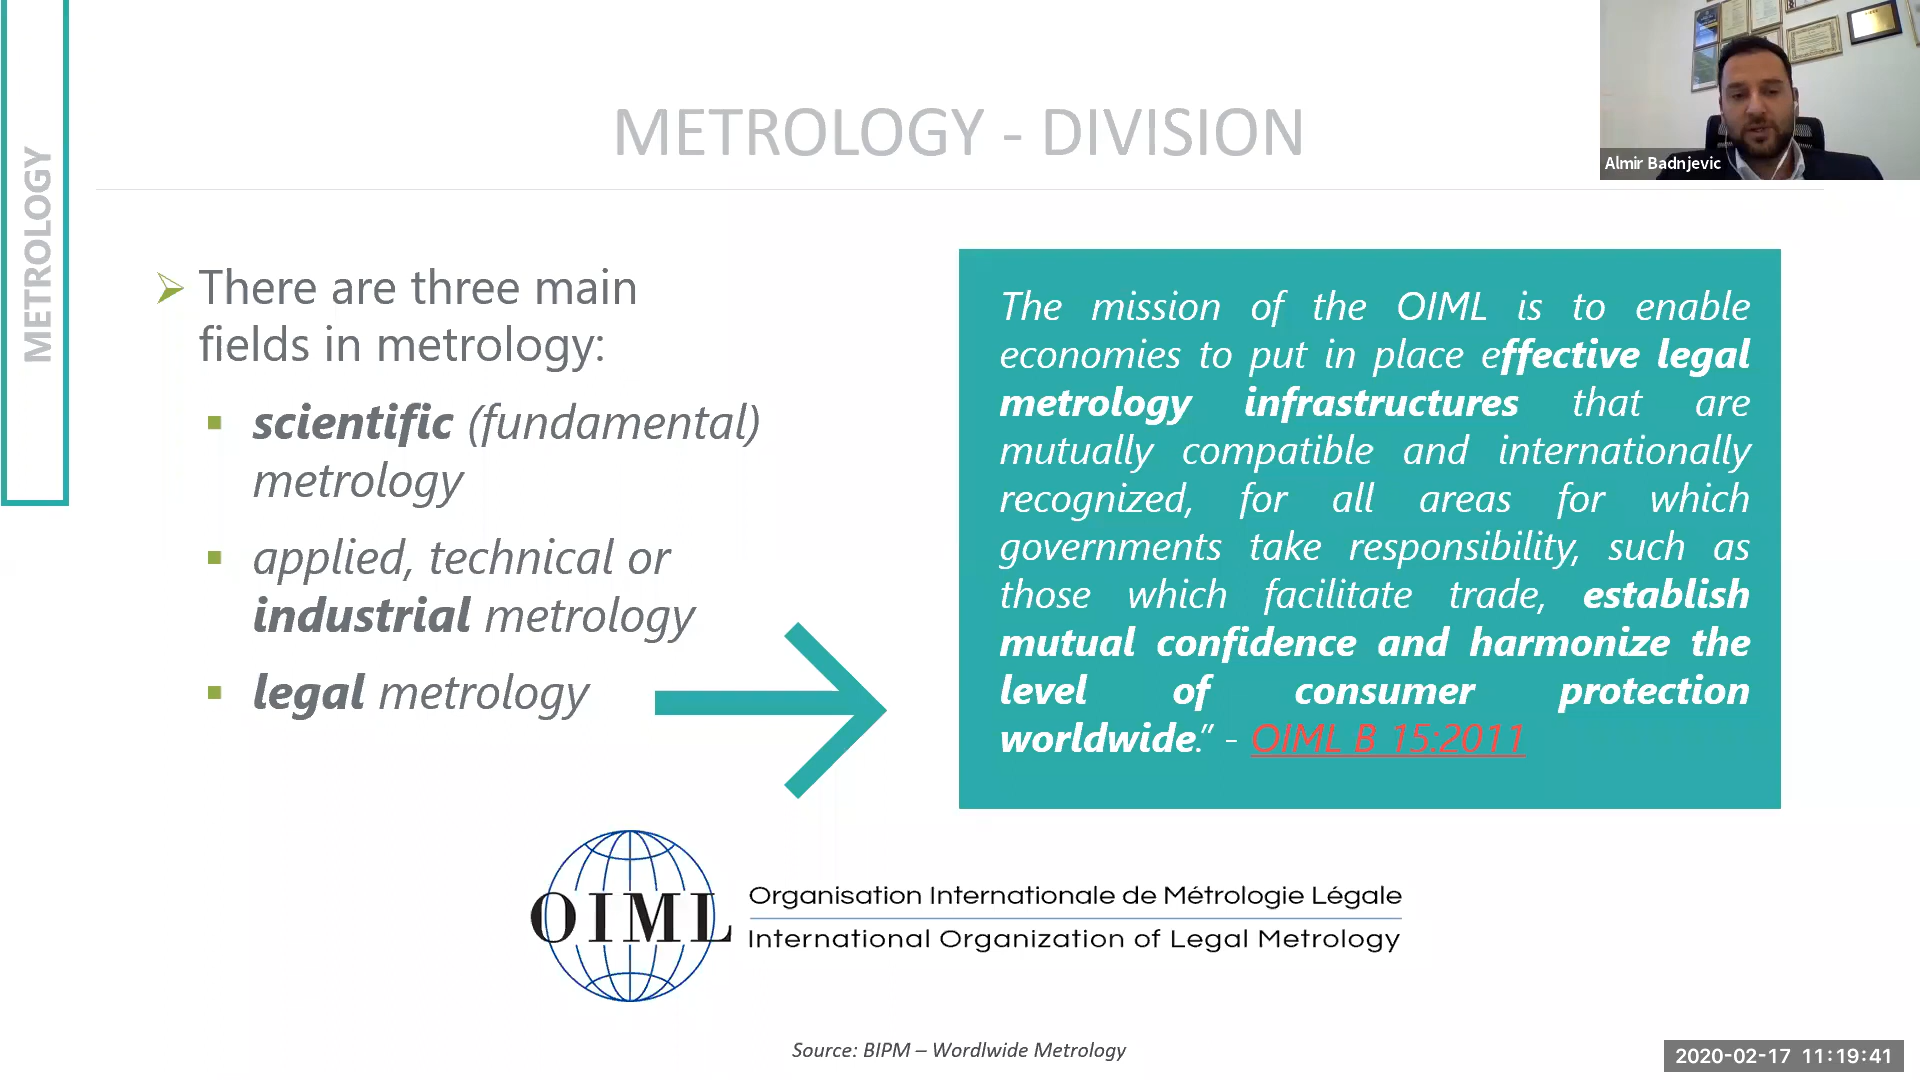 METROLOGY
METROLOGY - DIVISION
Almir Badnjevic
There are three main
fields in metrology:
scientific (fundamental)
metrology
applied, technical or
industrial metrology
legal metrology
The mission of the OIML is to enable
economies to put in place effective legal
metrology infrastructures that are
mutually compatible and internationally
recognized, for all areas for which
governments take responsibility, such as
those which facilitate trade, establish
mutual confidence and harmonize the
level of consumer protection
worldwide.” - OIML B 15:2011
OIML
Organisation Internationale de Métrologie Légale
International Organization of Legal Metrology
Source: BIPM – Wordlwide Metrology
2020-02-17 11:19:41